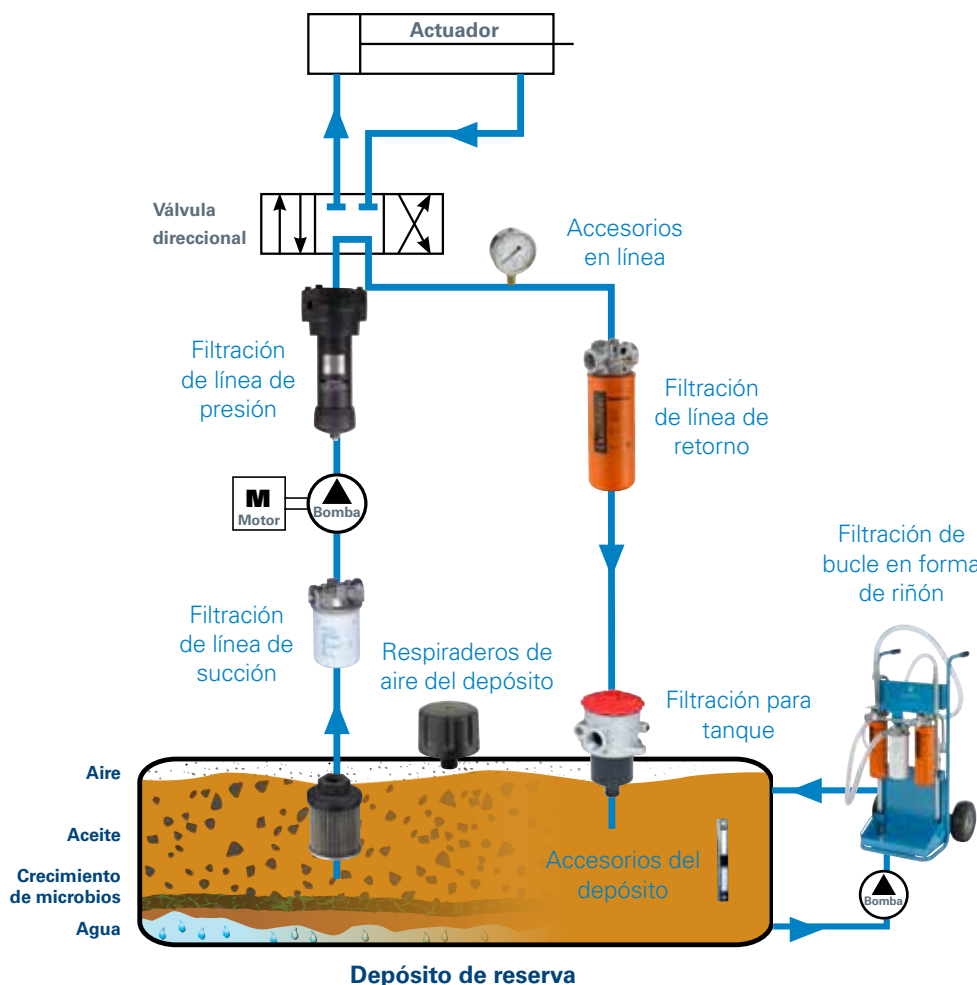 Actuador
Válvula
direccional
Accesorios
en línea
Filtración
de línea de
presión
Filtración
de línea de
retorno
M
Motor
Bomba
Filtración de
bucle en forma
de riñón
Filtración
de línea de
succión
Respiraderos de
aire del depósito
Filtración para
tanque
Aire
Aceite
Accesorios del
depósito
Crecimiento
de microbios
Bomba
Agua
Depósito de reserva